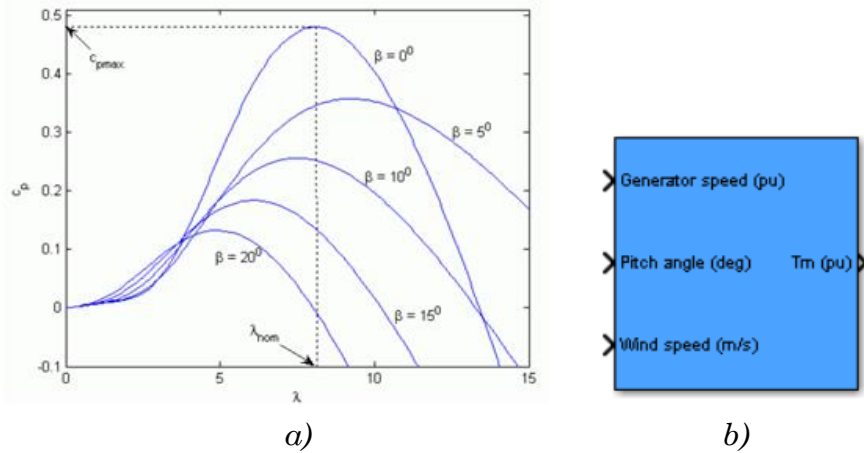 0.5
0.4
0.3
0.2
0.1
0
-0.1
0
5
10
15
c_p
λ
c_pmax
λ_nom
β = 0⁰
β = 5⁰
β = 10⁰
β = 15⁰
β = 20⁰
a)
Generator speed (pu)
Pitch angle (deg)
Tm (pu)
Wind speed (m/s)
b)